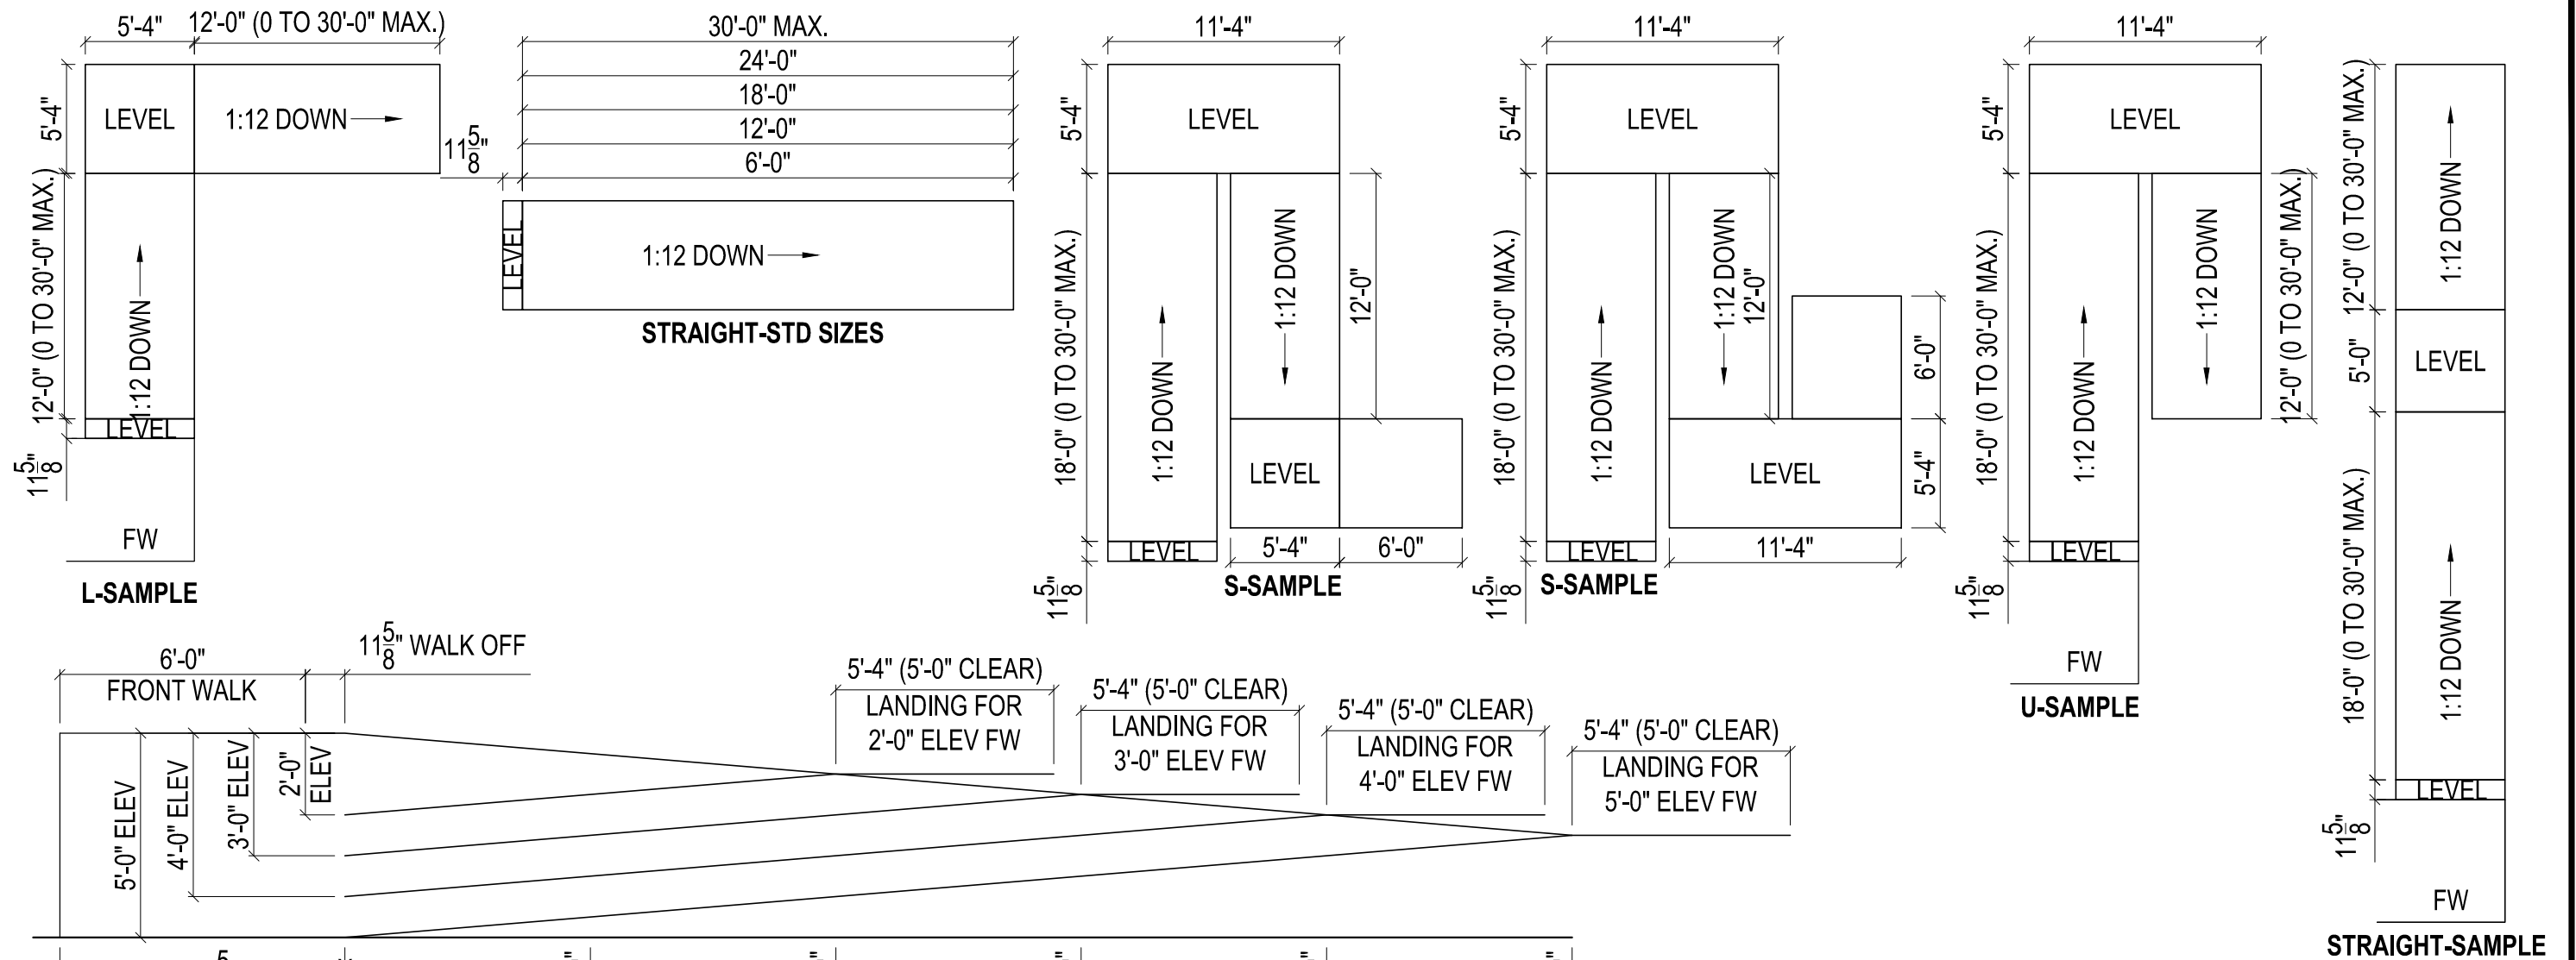 5'-4"
12'-0" (0 TO 30'-0" MAX.)
5'-4"
LEVEL
1:12 DOWN
12'-0" (0 TO 30'-0" MAX.)
1:12 DOWN
LEVEL
11 5/8"
FW
L-SAMPLE
30'-0" MAX.
24'-0"
18'-0"
12'-0"
6'-0"
11 5/8"
LEVEL
1:12 DOWN
STRAIGHT-STD SIZES
11'-4"
5'-4"
LEVEL
18'-0" (0 TO 30'-0" MAX.)
1:12 DOWN
1:12 DOWN
12'-0"
LEVEL
LEVEL
5'-4"
6'-0"
11 5/8"
S-SAMPLE
11'-4"
5'-4"
LEVEL
18'-0" (0 TO 30'-0" MAX.)
1:12 DOWN
1:12 DOWN
12'-0"
6'-0"
LEVEL
5'-4"
LEVEL
11'-4"
11 5/8"
S-SAMPLE
11'-4"
5'-4"
LEVEL
18'-0" (0 TO 30'-0" MAX.)
1:12 DOWN
1:12 DOWN
12'-0" (0 TO 30'-0" MAX.)
LEVEL
11 5/8"
FW
U-SAMPLE
12'-0" (0 TO 30'-0" MAX.)
1:12 DOWN
5'-0"
LEVEL
18'-0" (0 TO 30'-0" MAX.)
1:12 DOWN
LEVEL
11 5/8"
FW
STRAIGHT-SAMPLE
6'-0"
FRONT WALK
11 5/8" WALK OFF
5'-0" ELEV
4'-0" ELEV
3'-0" ELEV
2'-0"
ELEV
5'-4" (5'-0" CLEAR)
LANDING FOR
2'-0" ELEV FW
5'-4" (5'-0" CLEAR)
LANDING FOR
3'-0" ELEV FW
5'-4" (5'-0" CLEAR)
LANDING FOR
4'-0" ELEV FW
5'-4" (5'-0" CLEAR)
LANDING FOR
5'-0" ELEV FW